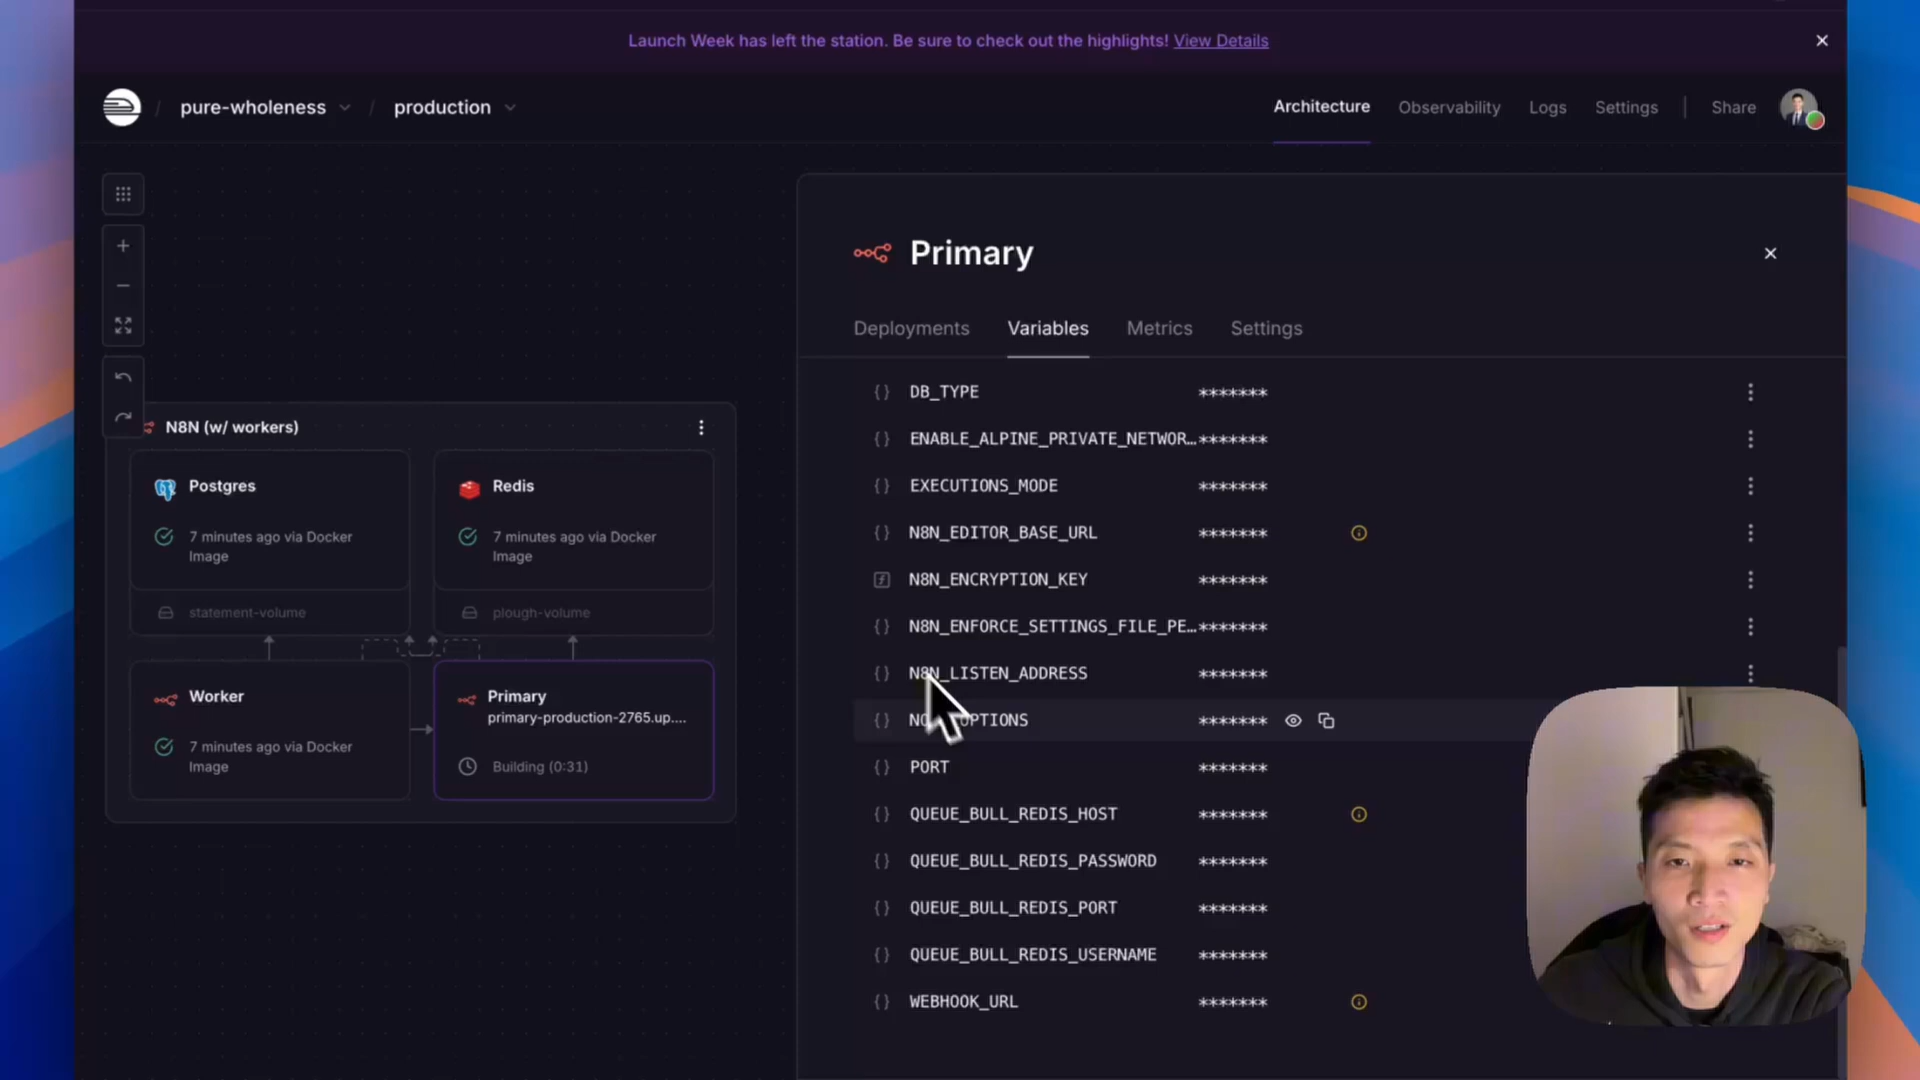 Launch Week has left the station. Be sure to check out the highlights! View Details
pure-wholeness
/ production
Architecture
Observability
Logs
Settings
Share
N8N (w/ workers)
Postgres
7 minutes ago via Docker
Image
statement-volume
Redis
7 minutes ago via Docker
Image
plough-volume
Worker
7 minutes ago via Docker
Image
Primary
primary-production-2765.up....
Building (0:31)
Primary
Deployments
Variables
Metrics
Settings
DB_TYPE *******
ENABLE_ALPINE_PRIVATE_NETWOR... *******
EXECUTIONS_MODE *******
N8N_EDITOR_BASE_URL *******
N8N_ENCRYPTION_KEY *******
N8N_ENFORCE_SETTINGS_FILE_PE... *******
N8N_LISTEN_ADDRESS *******
*******
PORT *******
QUEUE_BULL_REDIS_HOST *******
QUEUE_BULL_REDIS_PASSWORD *******
QUEUE_BULL_REDIS_PORT *******
QUEUE_BULL_REDIS_USERNAME *******
WEBHOOK_URL *******